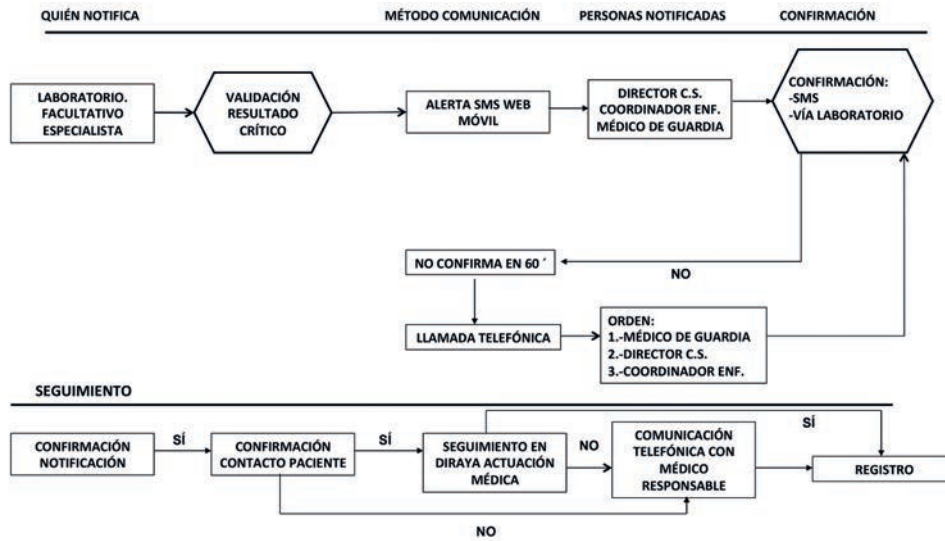 QUIÉN NOTIFICA
MÉTODO COMUNICACIÓN
PERSONAS NOTIFICADAS
CONFIRMACIÓN
LABORATORIO.
FACULTATIVO
ESPECIALISTA
VALIDACIÓN
RESULTADO
CRÍTICO
ALERTA SMS WEB
MÓVIL
DIRECTOR C.S.
COORDINADOR ENF.
MÉDICO DE GUARDIA
CONFIRMACIÓN:
-SMS
-VÍA LABORATORIO
NO CONFIRMA EN 60 ´
NO
LLAMADA TELEFÓNICA
ORDEN:
1.-MÉDICO DE GUARDIA
2.-DIRECTOR C.S.
3.-COORDINADOR ENF.
SEGUIMIENTO
CONFIRMACIÓN
NOTIFICACIÓN
SÍ
CONFIRMACIÓN
CONTACTO PACIENTE
SÍ
SEGUIMIENTO EN
DIRAYA ACTUACIÓN
MÉDICA
NO
COMUNICACIÓN
TELEFÓNICA CON
MÉDICO
RESPONSABLE
SÍ
REGISTRO
NO